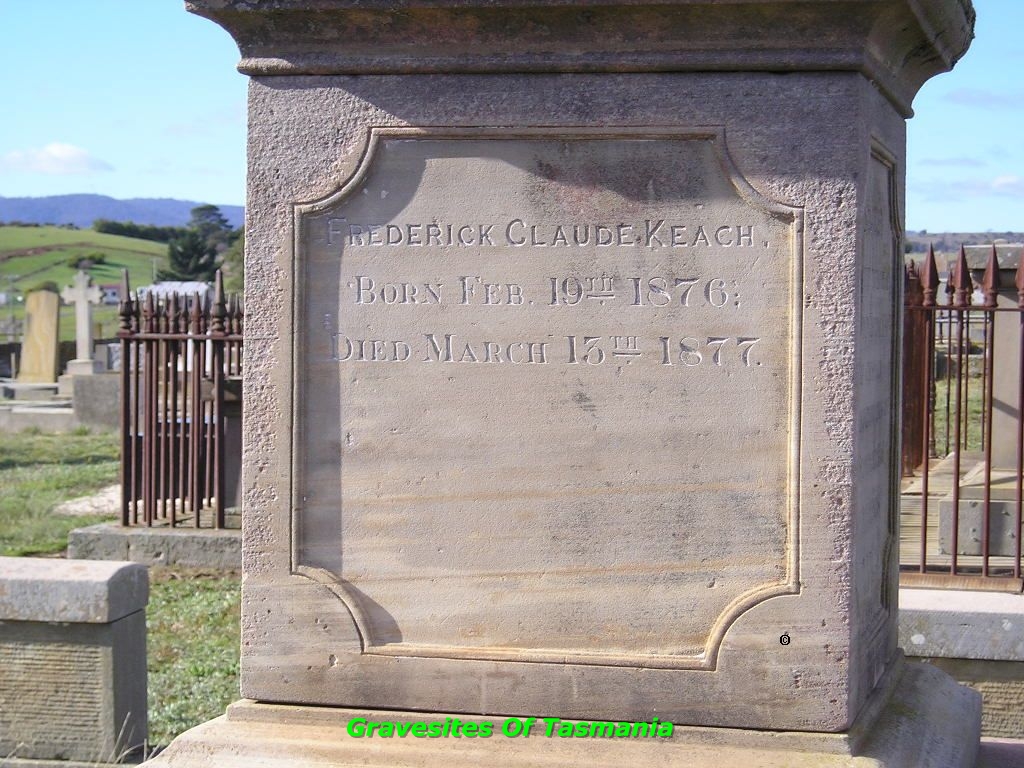 FREDERICK CLAUDE KEACH,
BORN FEB. 19TH 1876;
DIED MARCH 13TH 1877.
©
Gravesites Of Tasmania